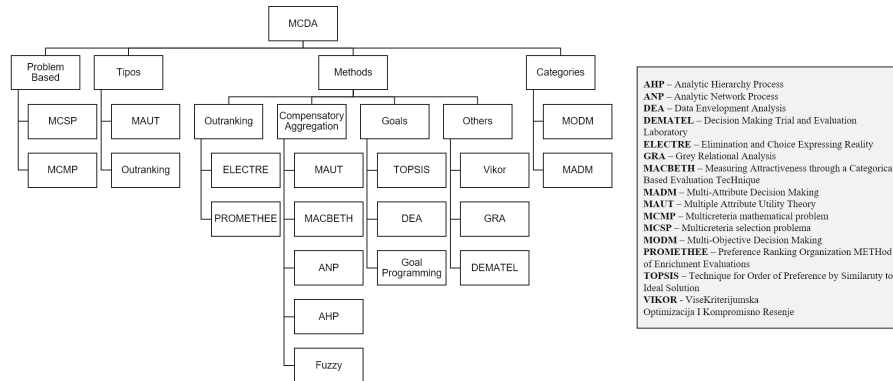 MCDA
Problem
Based
Tipos
Methods
Categories
MCSP
MCMP
MAUT
Outranking
Outranking
Compensatory
Aggregation
Goals
Others
MODM
MADM
ELECTRE
PROMETHEE
MAUT
MACBETH
ANP
AHP
Fuzzy
TOPSIS
DEA
Goal
Programming
Vikor
GRA
DEMATEL
AHP – Analytic Hierarchy Process
ANP – Analytic Network Process
DEA – Data Envelopment Analysis
DEMATEL – Decision Making Trial and Evaluation
Laboratory
ELECTRE – Elimination and Choice Expressing Reality
GRA – Grey Relational Analysis
MACBETH – Measuring Attractiveness through a Categorical
Based Evaluation TecHnique
MADM – Multi-Attribute Decision Making
MAUT – Multiple Attribute Utility Theory
MCMP – Multicreteria mathematical problem
MCSP – Multicreteria selection problema
MODM – Multi-Objective Decision Making
PROMETHEE – Preference Ranking Organization METHod
of Enrichment Evaluations
TOPSIS – Technique for Order of Preference by Similaruty to
Ideal Solution
VIKOR - ViseKriterijumska
Optimizacija I Kompromisno Resenje